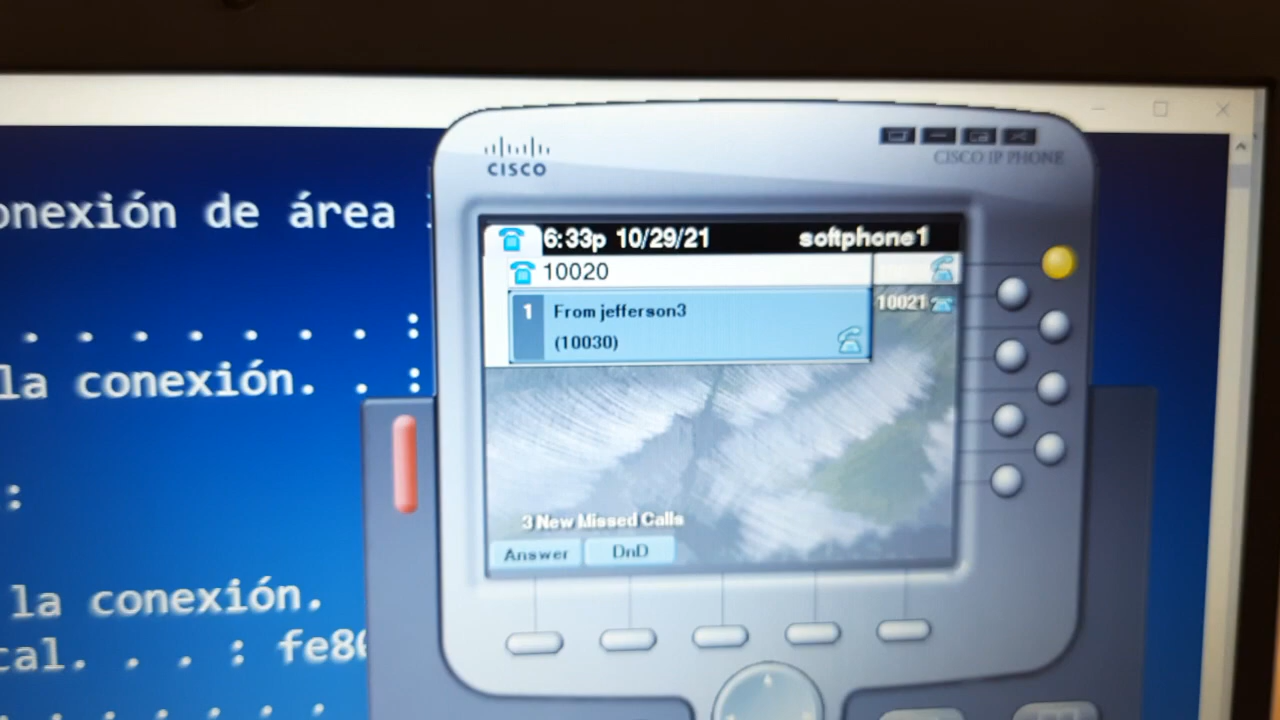 CISCO
CISCO IP PHONE
onexión de área
6:33p 10/29/21 softphone1
10020
1 From jefferson3
(10030)
10021
. . . . . . . . :
la conexión. . :
:
3 New Missed Calls
Answer DnD
la conexión.
cal. . . . : fe80
. . . . . . .